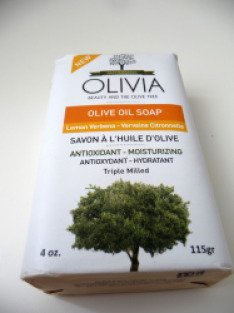 NEW
OLIVIA
BEAUTY AND THE OLIVE TREE
OLIVE OIL SOAP
Lemon Verbena - Verveine Citronnelle
SAVON À L'HUILE D'OLIVE
ANTIOXIDANT - MOISTURIZING
ANTIOXYDANT - HYDRATANT
Triple Milled
4 oz.
115gr